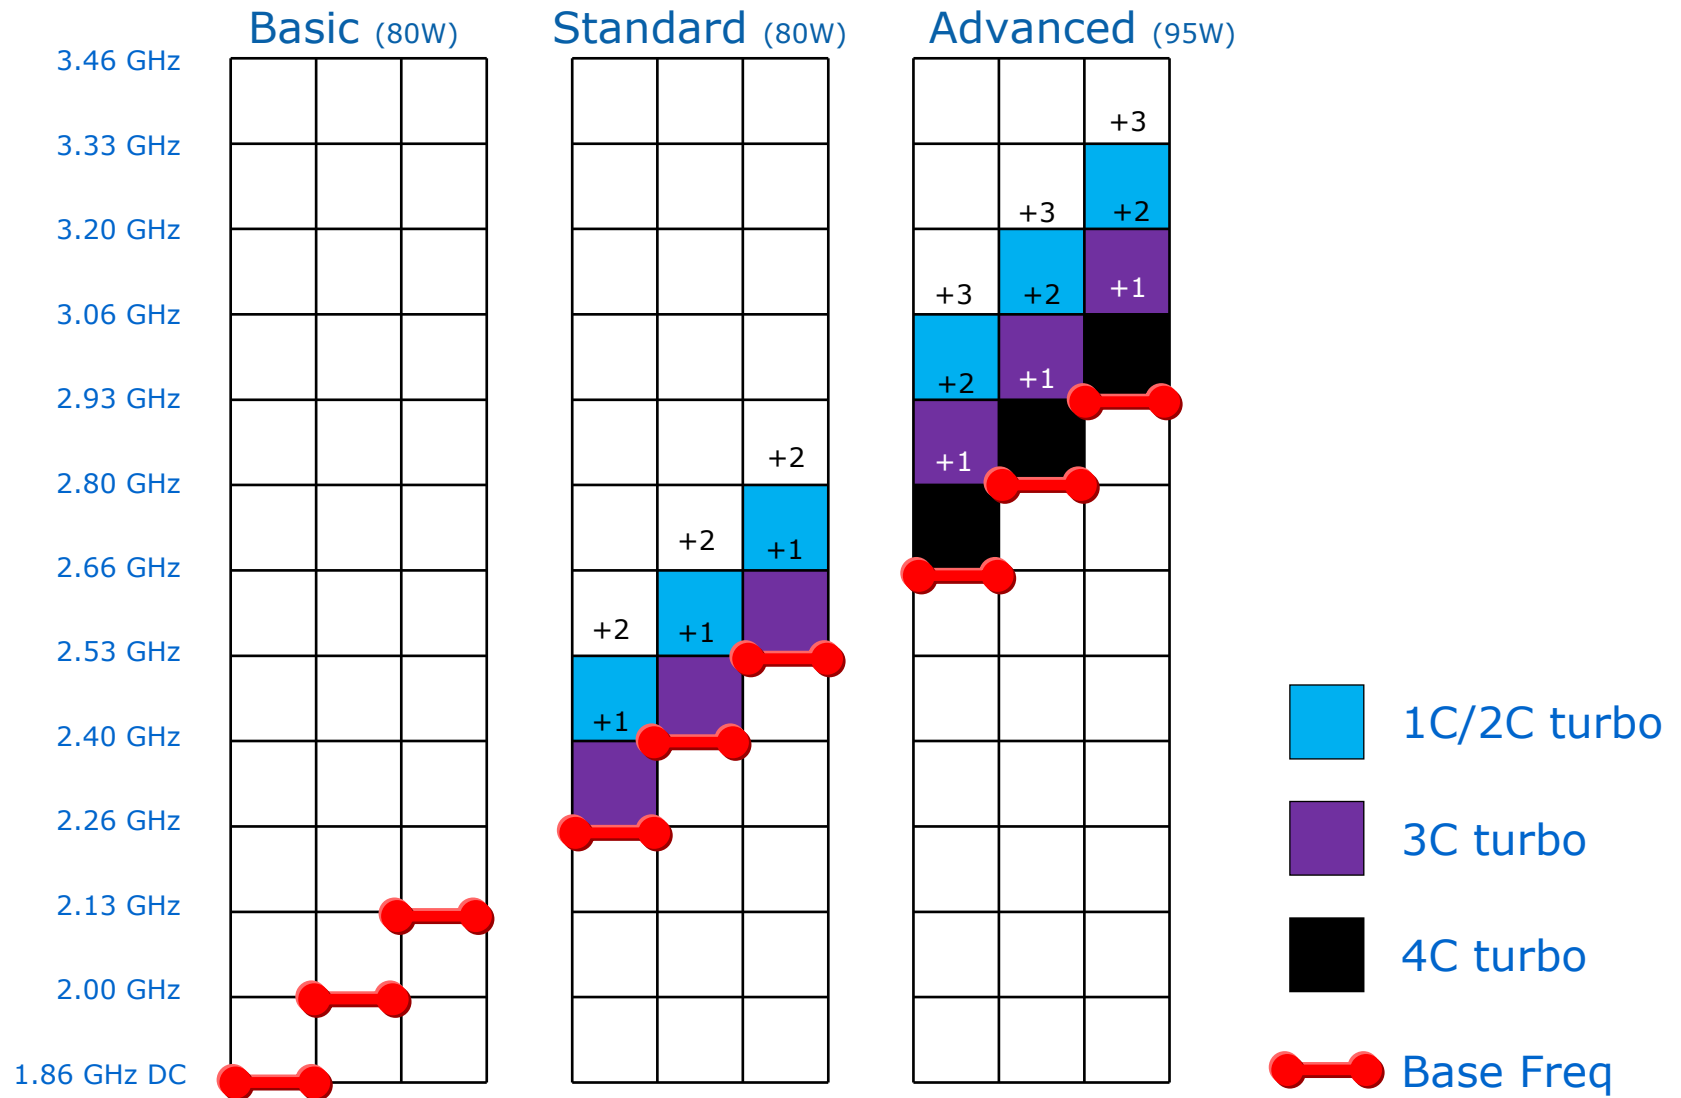 Basic (80W)
Standard (80W)
Advanced (95W)
3.46 GHz
+3
3.33 GHz
+3
+2
3.20 GHz
+3
+2
+1
3.06 GHz
+2
+1
2.93 GHz
+2
+1
2.80 GHz
+2
+1
2.66 GHz
+2
+1
2.53 GHz
+1
2.40 GHz
2.26 GHz
2.13 GHz
2.00 GHz
1.86 GHz DC
1C/2C turbo
3C turbo
4C turbo
Base Freq